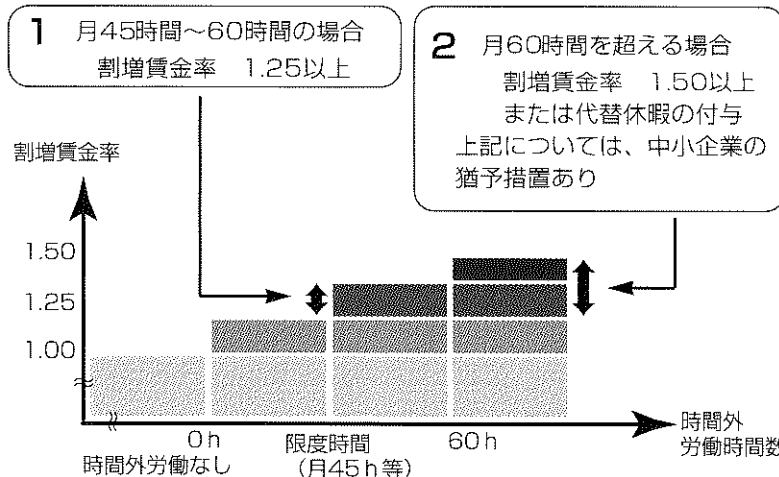 1 月45時間～60時間の場合
割増賃金率 1.25以上
2 月60時間を超える場合
割増賃金率 1.50以上
または代替休暇の付与
上記については、中小企業の
猶予措置あり
割増賃金率
1.50
1.25
1.00
0h
限度時間
（月45h等）
60h
時間外
労働時間数
時間外労働なし